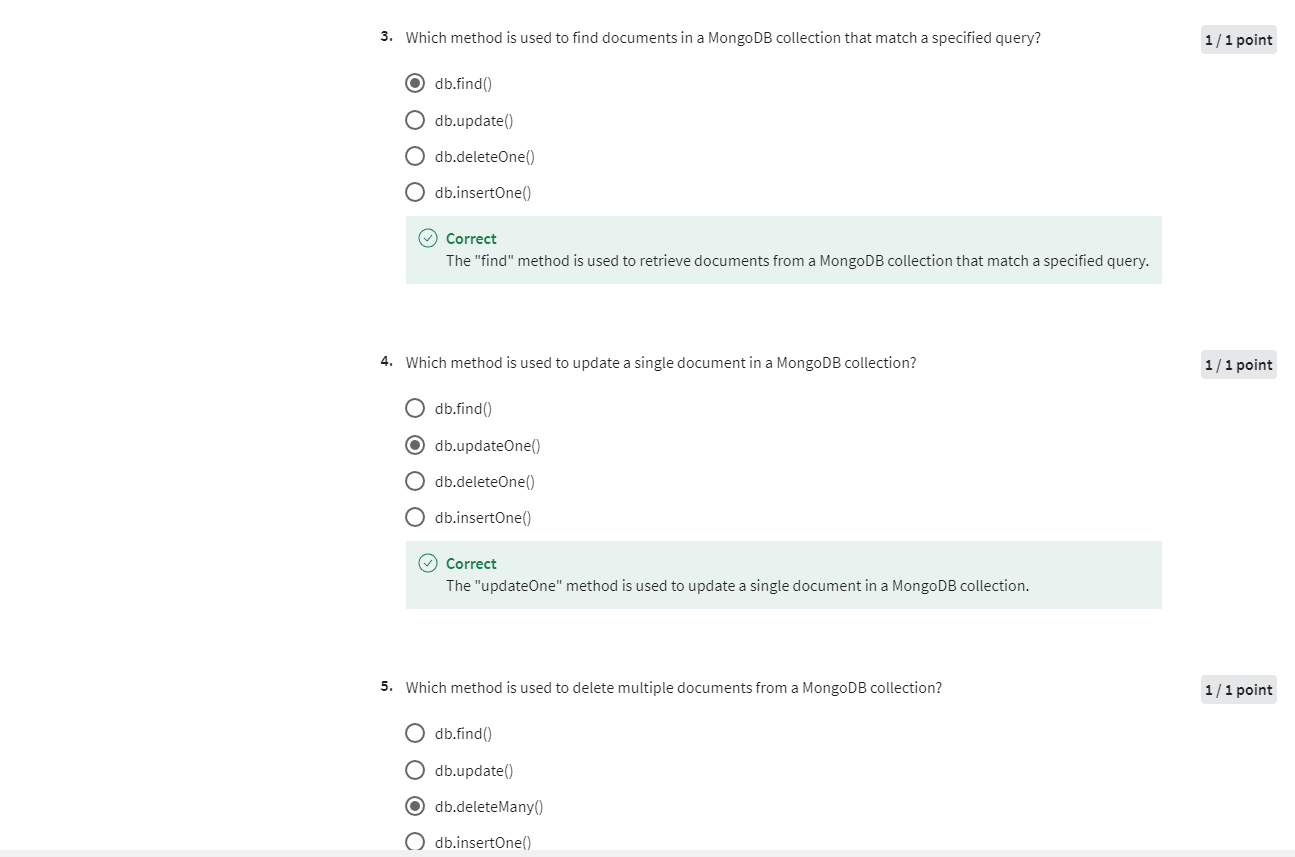 3. Which method is used to find documents in a MongoDB collection that match a specified query?
1 / 1 point
db.find()
db.update()
db.deleteOne()
db.insertOne()
Correct
The "find" method is used to retrieve documents from a MongoDB collection that match a specified query.
4. Which method is used to update a single document in a MongoDB collection?
1 / 1 point
db.find()
db.updateOne()
db.deleteOne()
db.insertOne()
Correct
The "updateOne" method is used to update a single document in a MongoDB collection.
5. Which method is used to delete multiple documents from a MongoDB collection?
1 / 1 point
db.find()
db.update()
db.deleteMany()
db.insertOne()